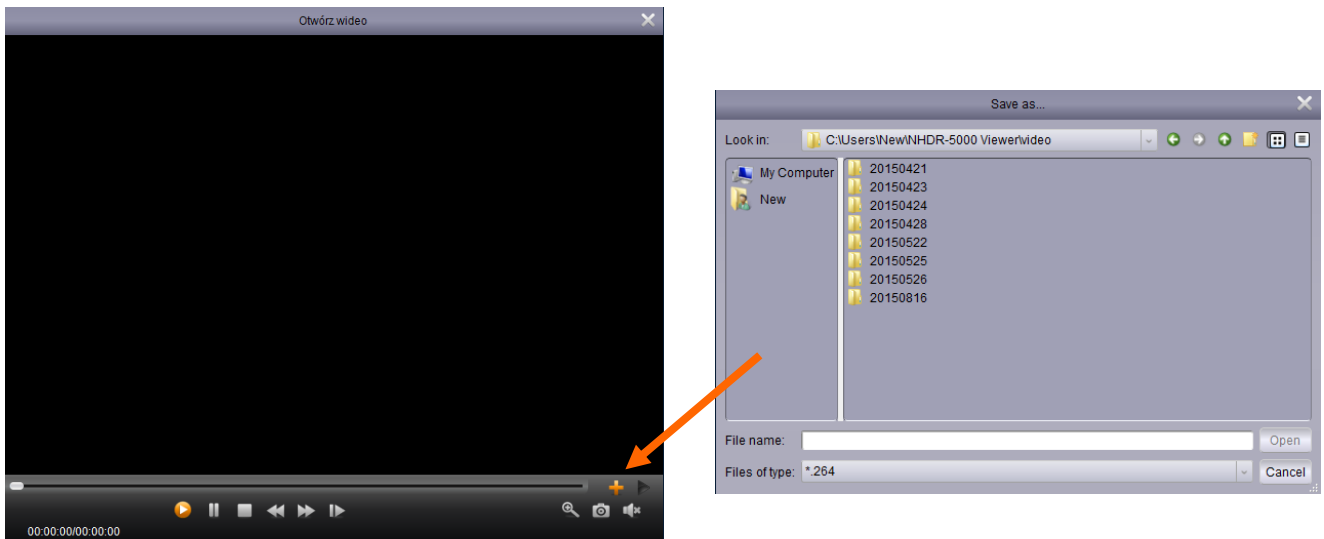 Otwórz wideo
00:00:00/00:00:00
Save as...
Look in: C:\Users\New\NHDR-5000 Viewer\video
My Computer
New
20150421
20150423
20150424
20150428
20150522
20150525
20150526
20150816
File name: Open
Files of type: *.264 Cancel